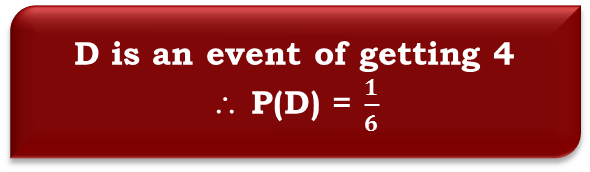 D is an event of getting 4
∴ P(D) = 1/6